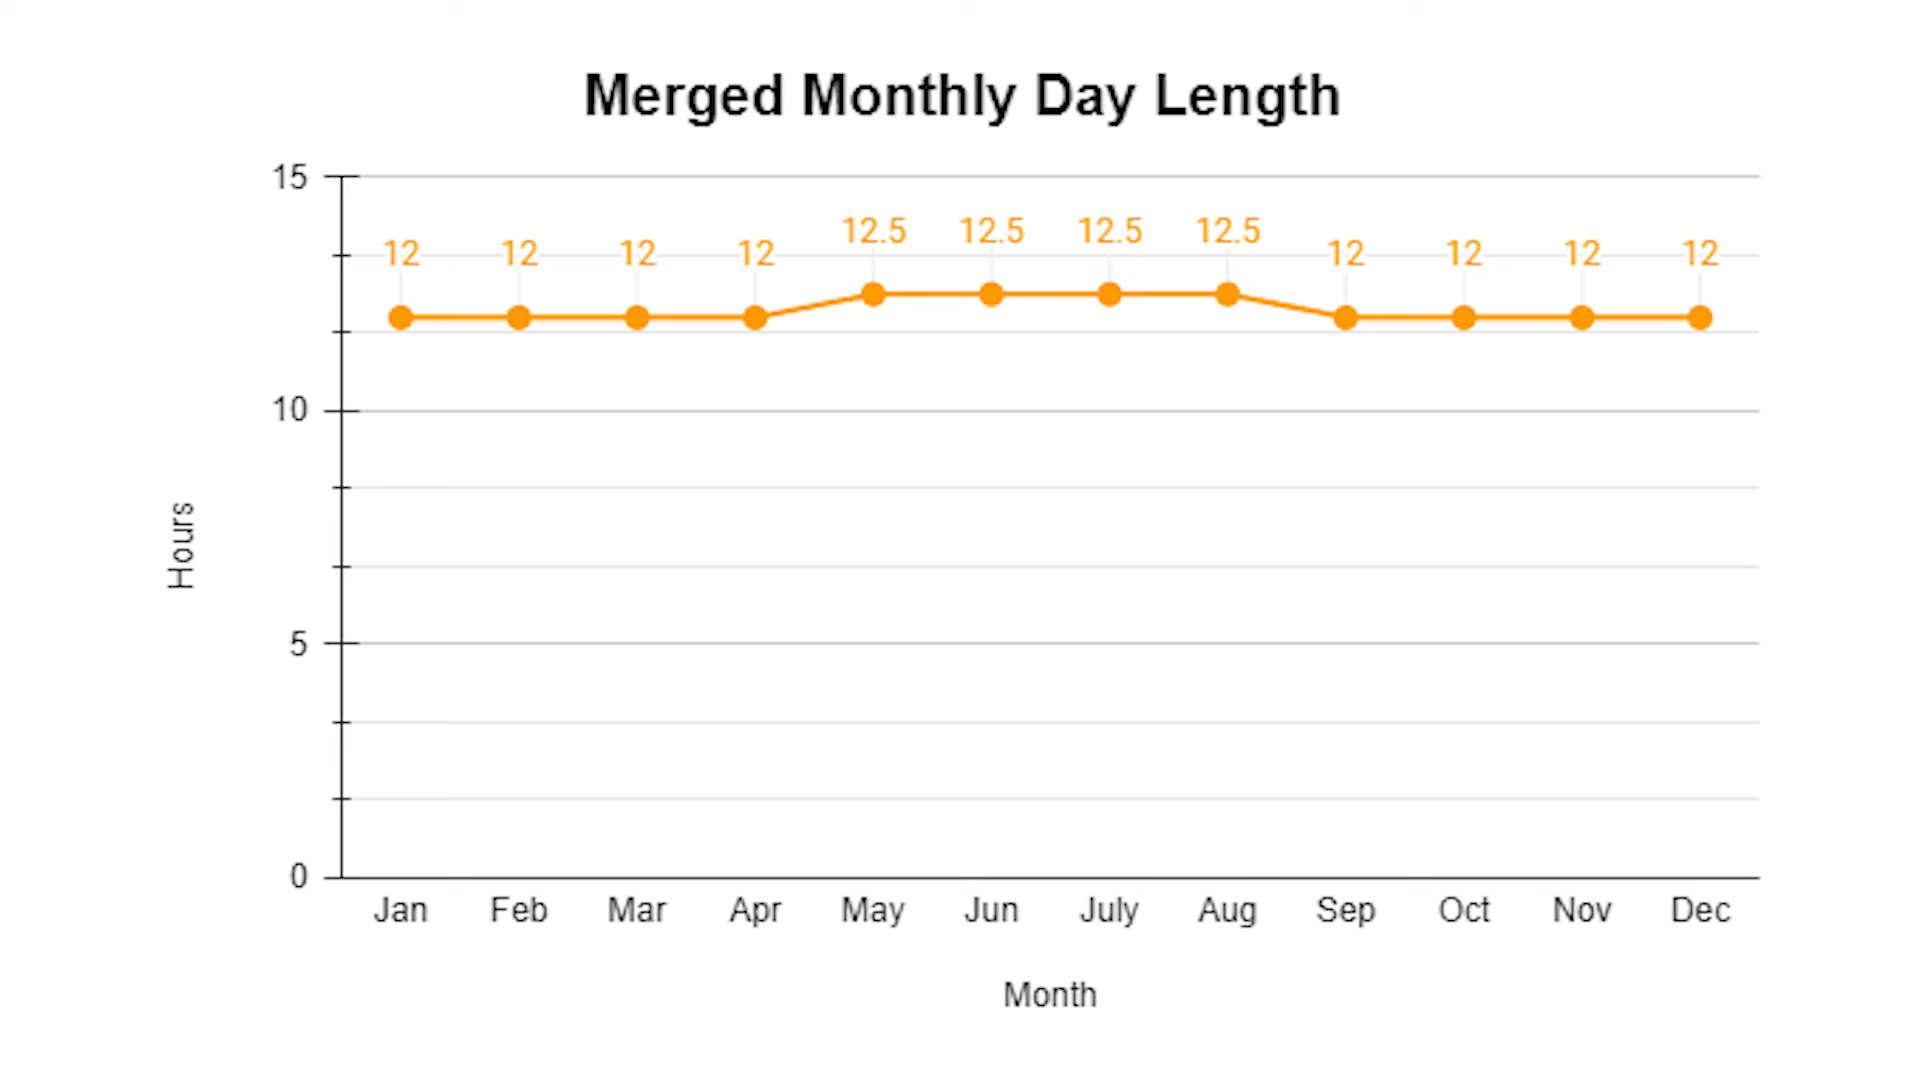 Merged Monthly Day Length
15
12 12 12 12 12.5 12.5 12.5 12.5 12 12 12 12
10
Hours
5
0
Jan Feb Mar Apr May Jun July Aug Sep Oct Nov Dec
Month